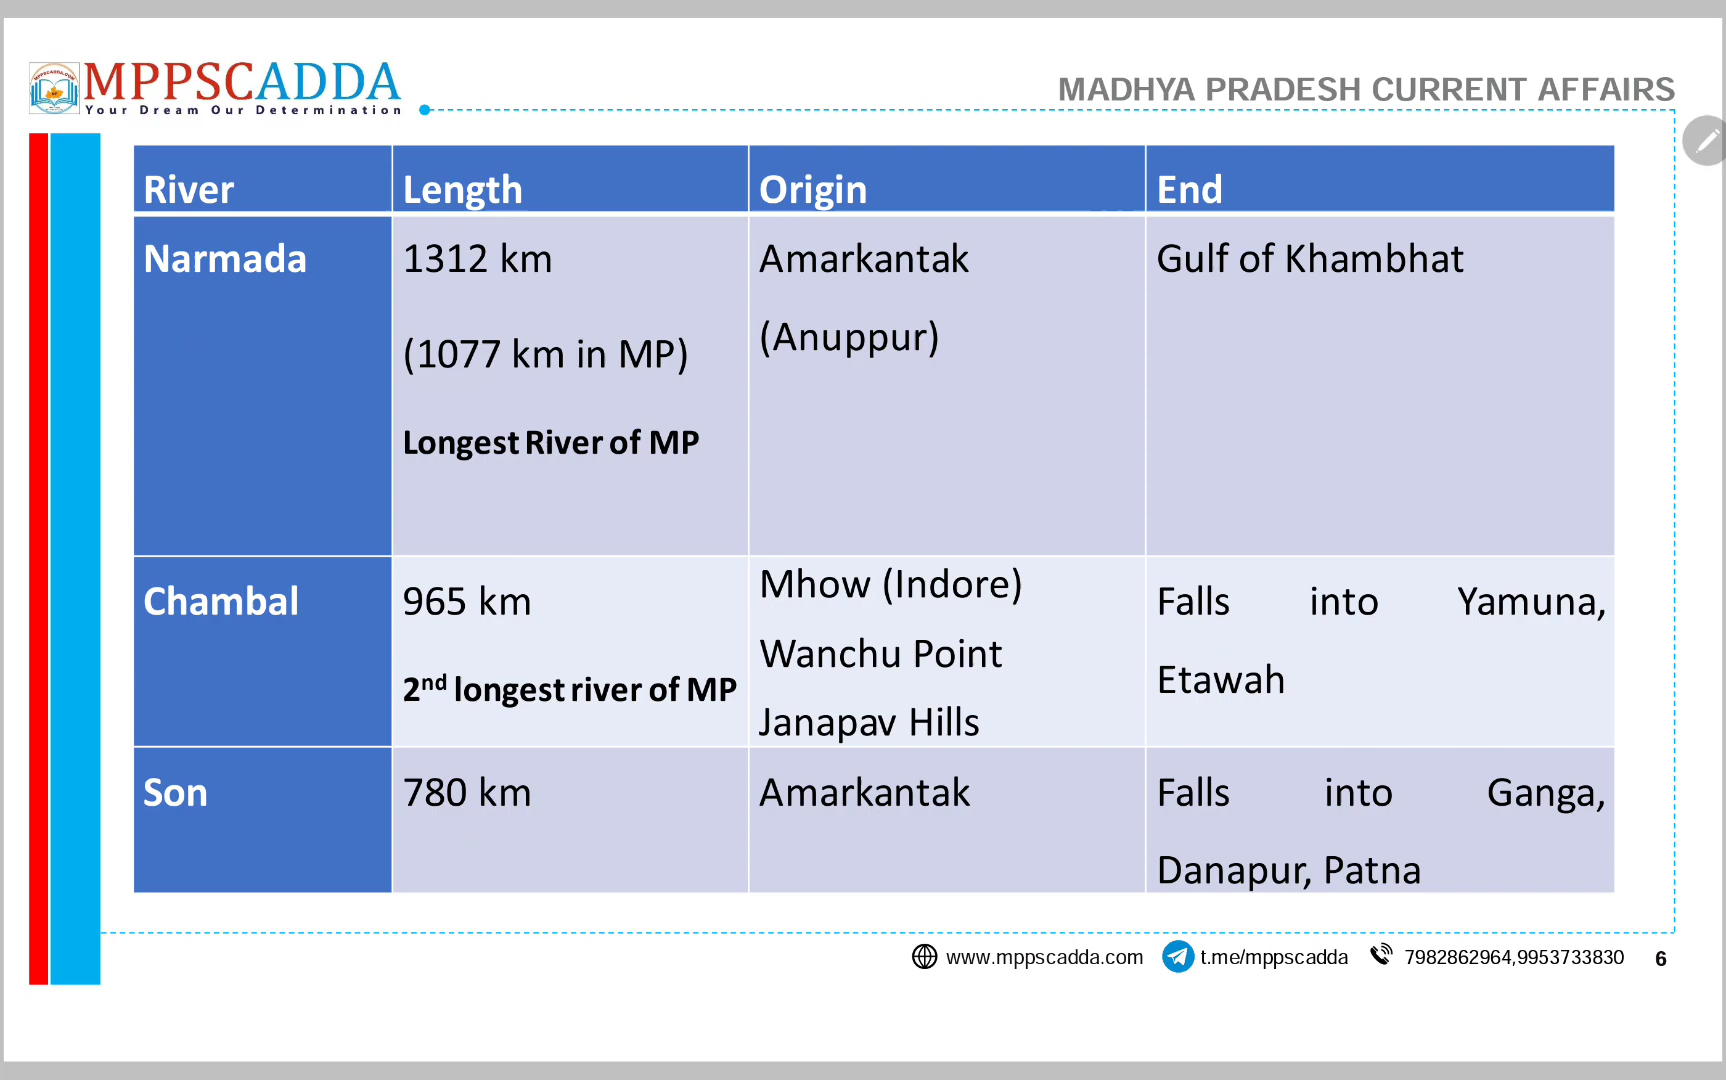 MPPSCADDA
Your Dream Our Determination
MADHYA PRADESH CURRENT AFFAIRS
River Length Origin End
Narmada
1312 km
(1077 km in MP)
Longest River of MP
Amarkantak
(Anuppur)
Gulf of Khambhat
Chambal
965 km
2nd longest river of MP
Mhow (Indore)
Wanchu Point
Janapav Hills
Falls into Yamuna,
Etawah
Son
780 km
Amarkantak
Falls into Ganga,
Danapur, Patna
www.mppscadda.com t.me/mppscadda 7982862964,9953733830 6